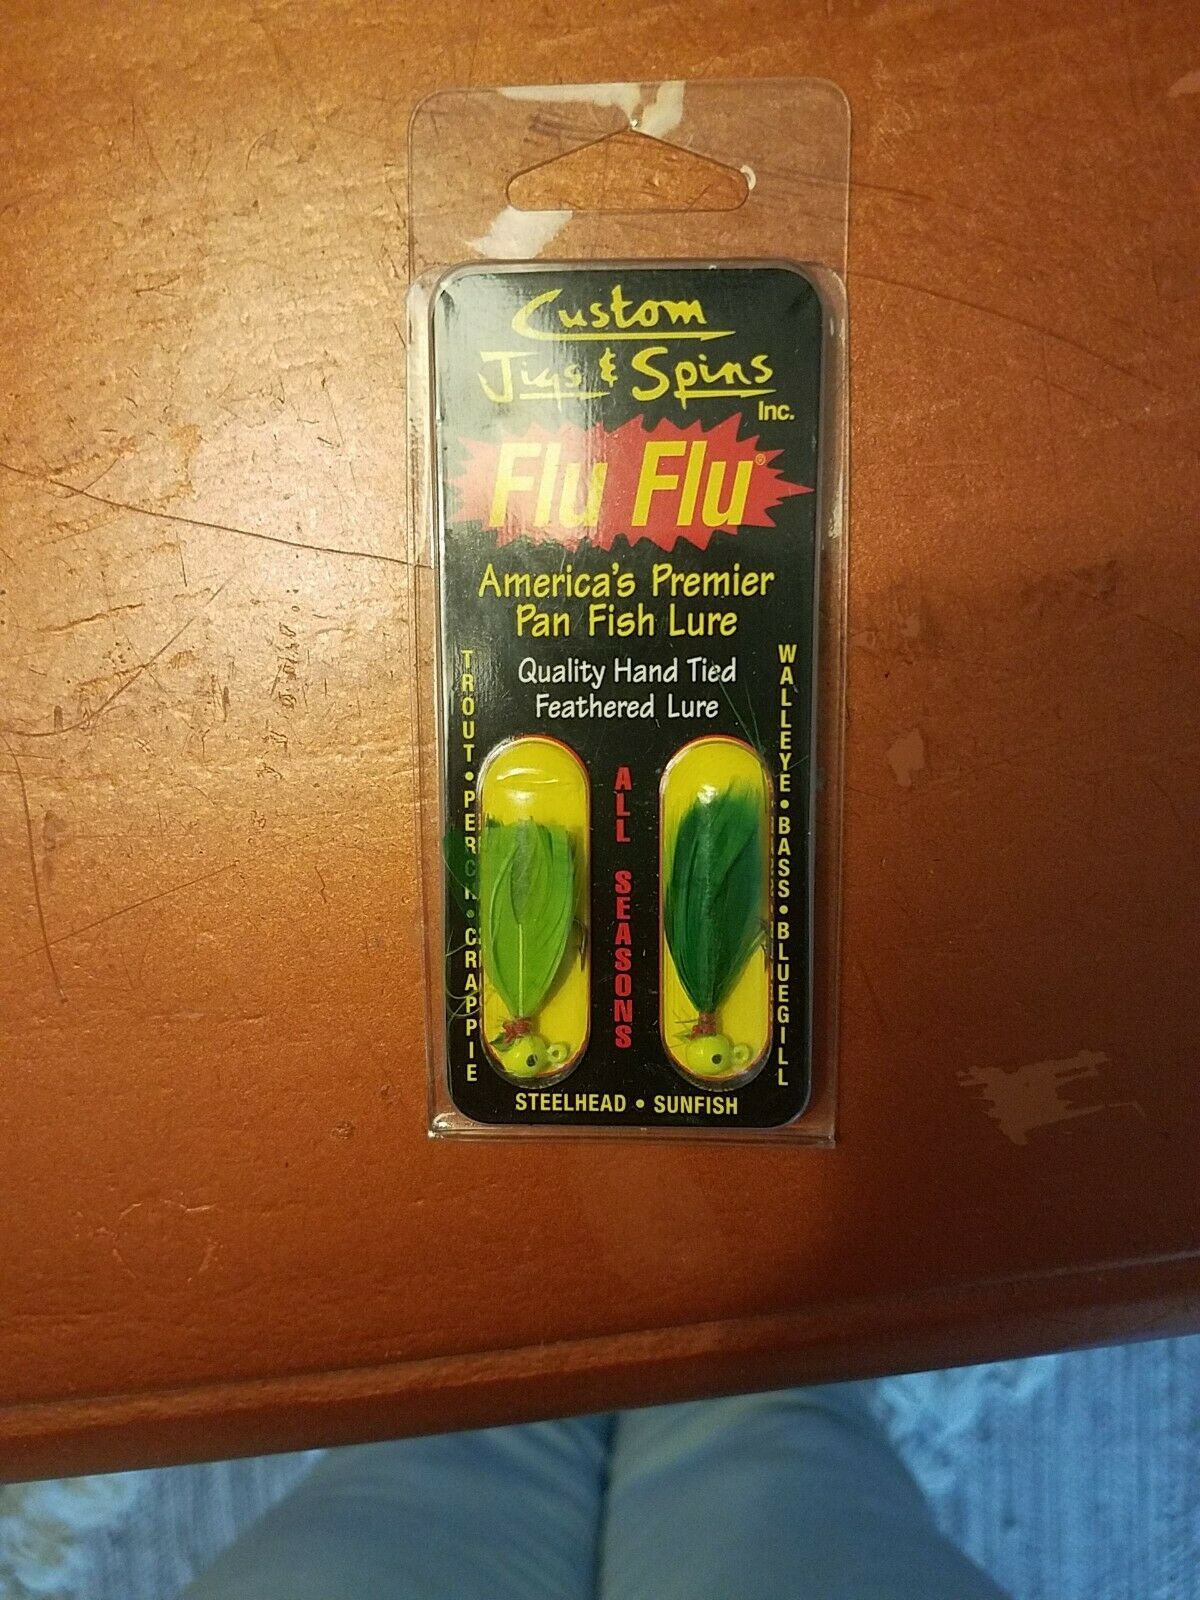 Custom
Jigs & Spins
Inc.
Flu Flu®
America's Premier
Pan Fish Lure
Quality Hand Tied
Feathered Lure
TROUT • PERCH • CRAPPIE
ALL SEASONS
WALLEYE • BASS • BLUEGILL
STEELHEAD • SUNFISH